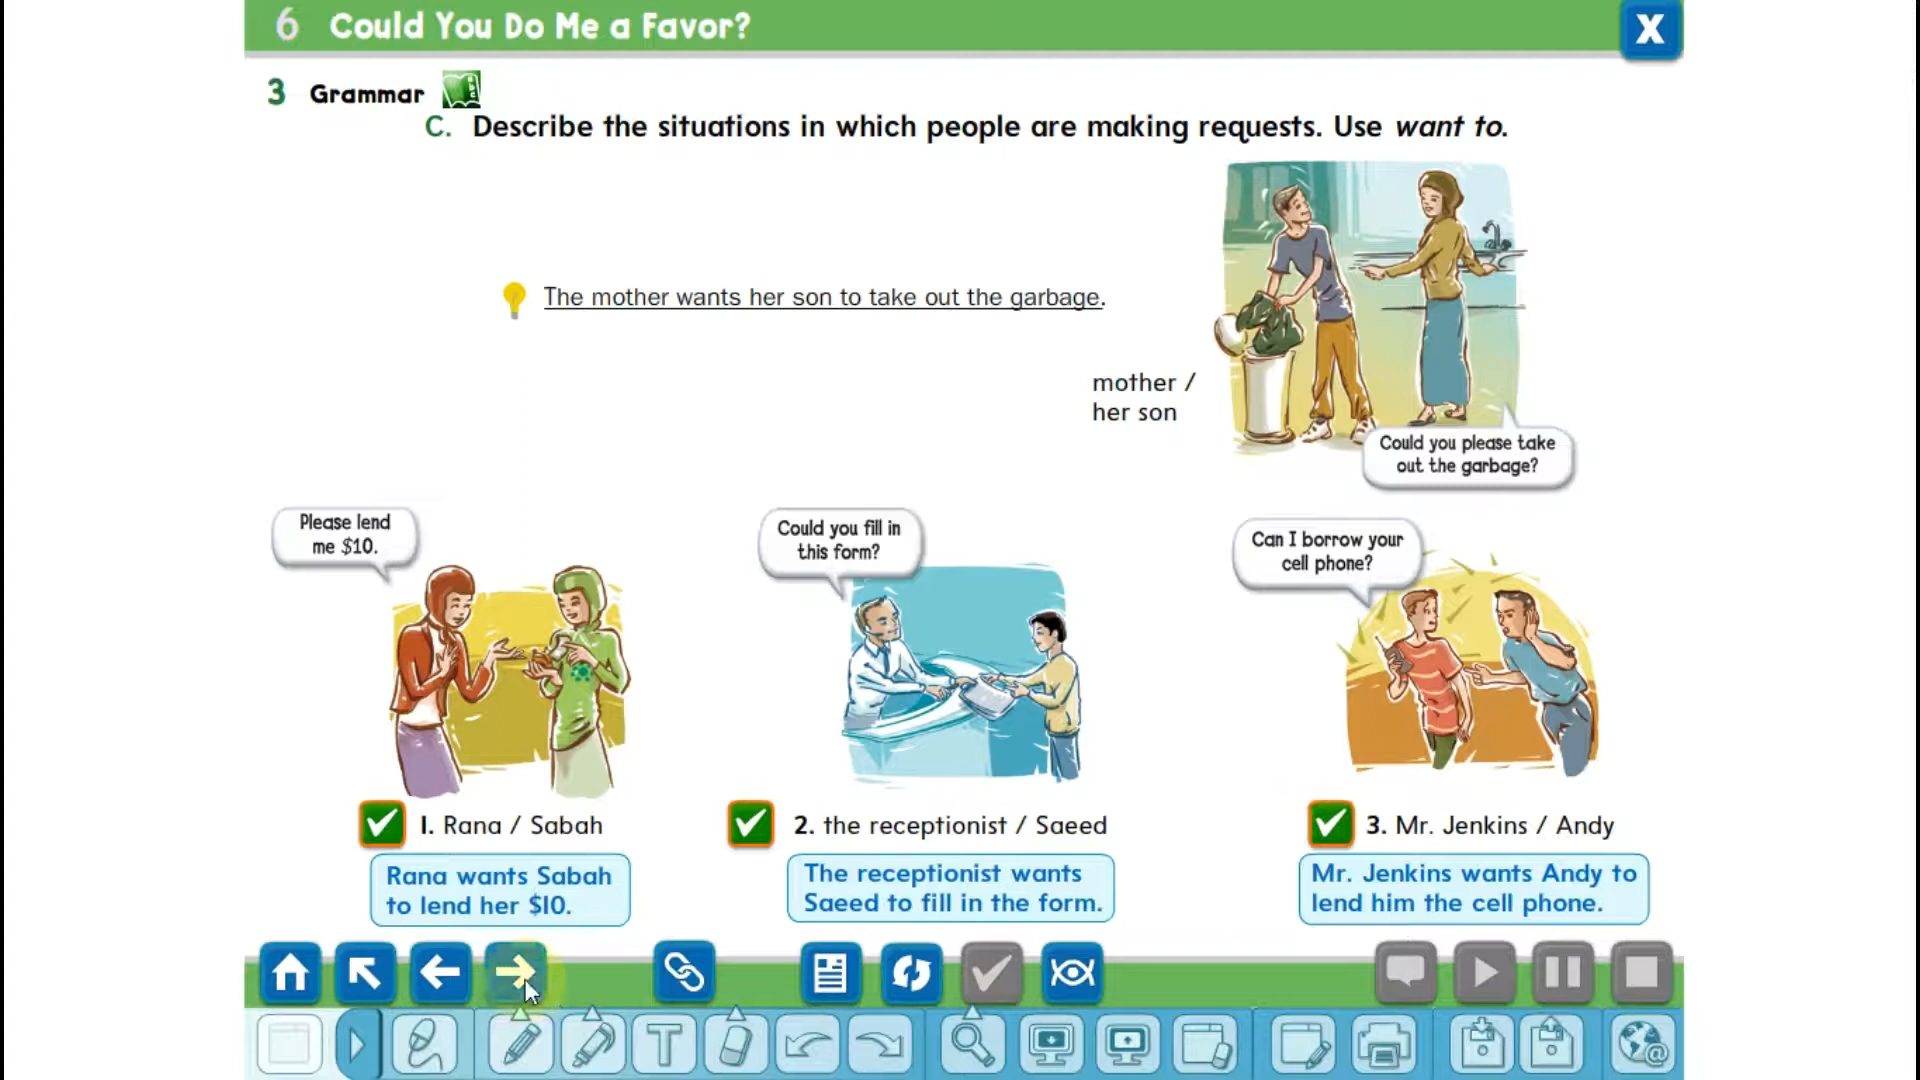 6 Could You Do Me a Favor?
X
3 Grammar
C. Describe the situations in which people are making requests. Use want to.
The mother wants her son to take out the garbage.
mother /
her son
Could you please take
out the garbage?
Please lend
me $10.
Could you fill in
this form?
Can I borrow your
cell phone?
1. Rana / Sabah
2. the receptionist / Saeed
3. Mr. Jenkins / Andy
Rana wants Sabah
to lend her $10.
The receptionist wants
Saeed to fill in the form.
Mr. Jenkins wants Andy to
lend him the cell phone.
T
@